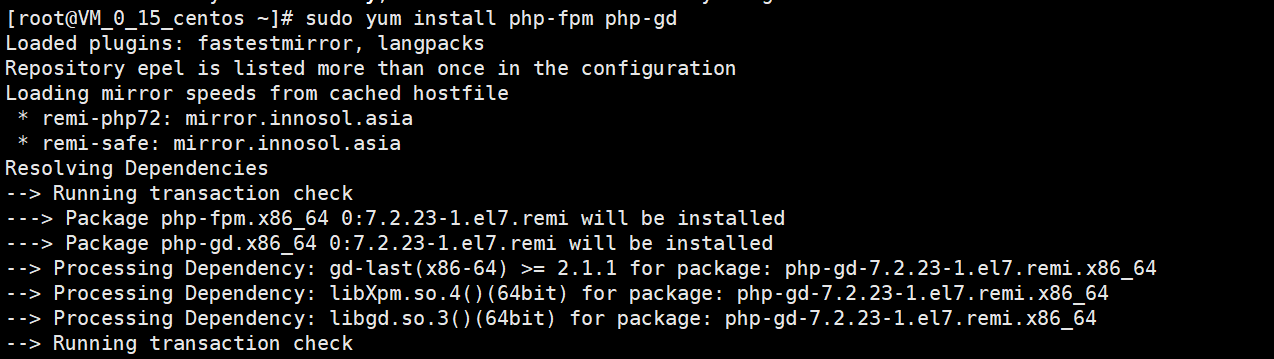 [root@VM_0_15_centos ~]# sudo yum install php-fpm php-gd
Loaded plugins: fastestmirror, langpacks
Repository epel is listed more than once in the configuration
Loading mirror speeds from cached hostfile
 * remi-php72: mirror.innosol.asia
 * remi-safe: mirror.innosol.asia
Resolving Dependencies
--> Running transaction check
---> Package php-fpm.x86_64 0:7.2.23-1.el7.remi will be installed
---> Package php-gd.x86_64 0:7.2.23-1.el7.remi will be installed
--> Processing Dependency: gd-last(x86-64) >= 2.1.1 for package: php-gd-7.2.23-1.el7.remi.x86_64
--> Processing Dependency: libXpm.so.4()(64bit) for package: php-gd-7.2.23-1.el7.remi.x86_64
--> Processing Dependency: libgd.so.3()(64bit) for package: php-gd-7.2.23-1.el7.remi.x86_64
--> Running transaction check